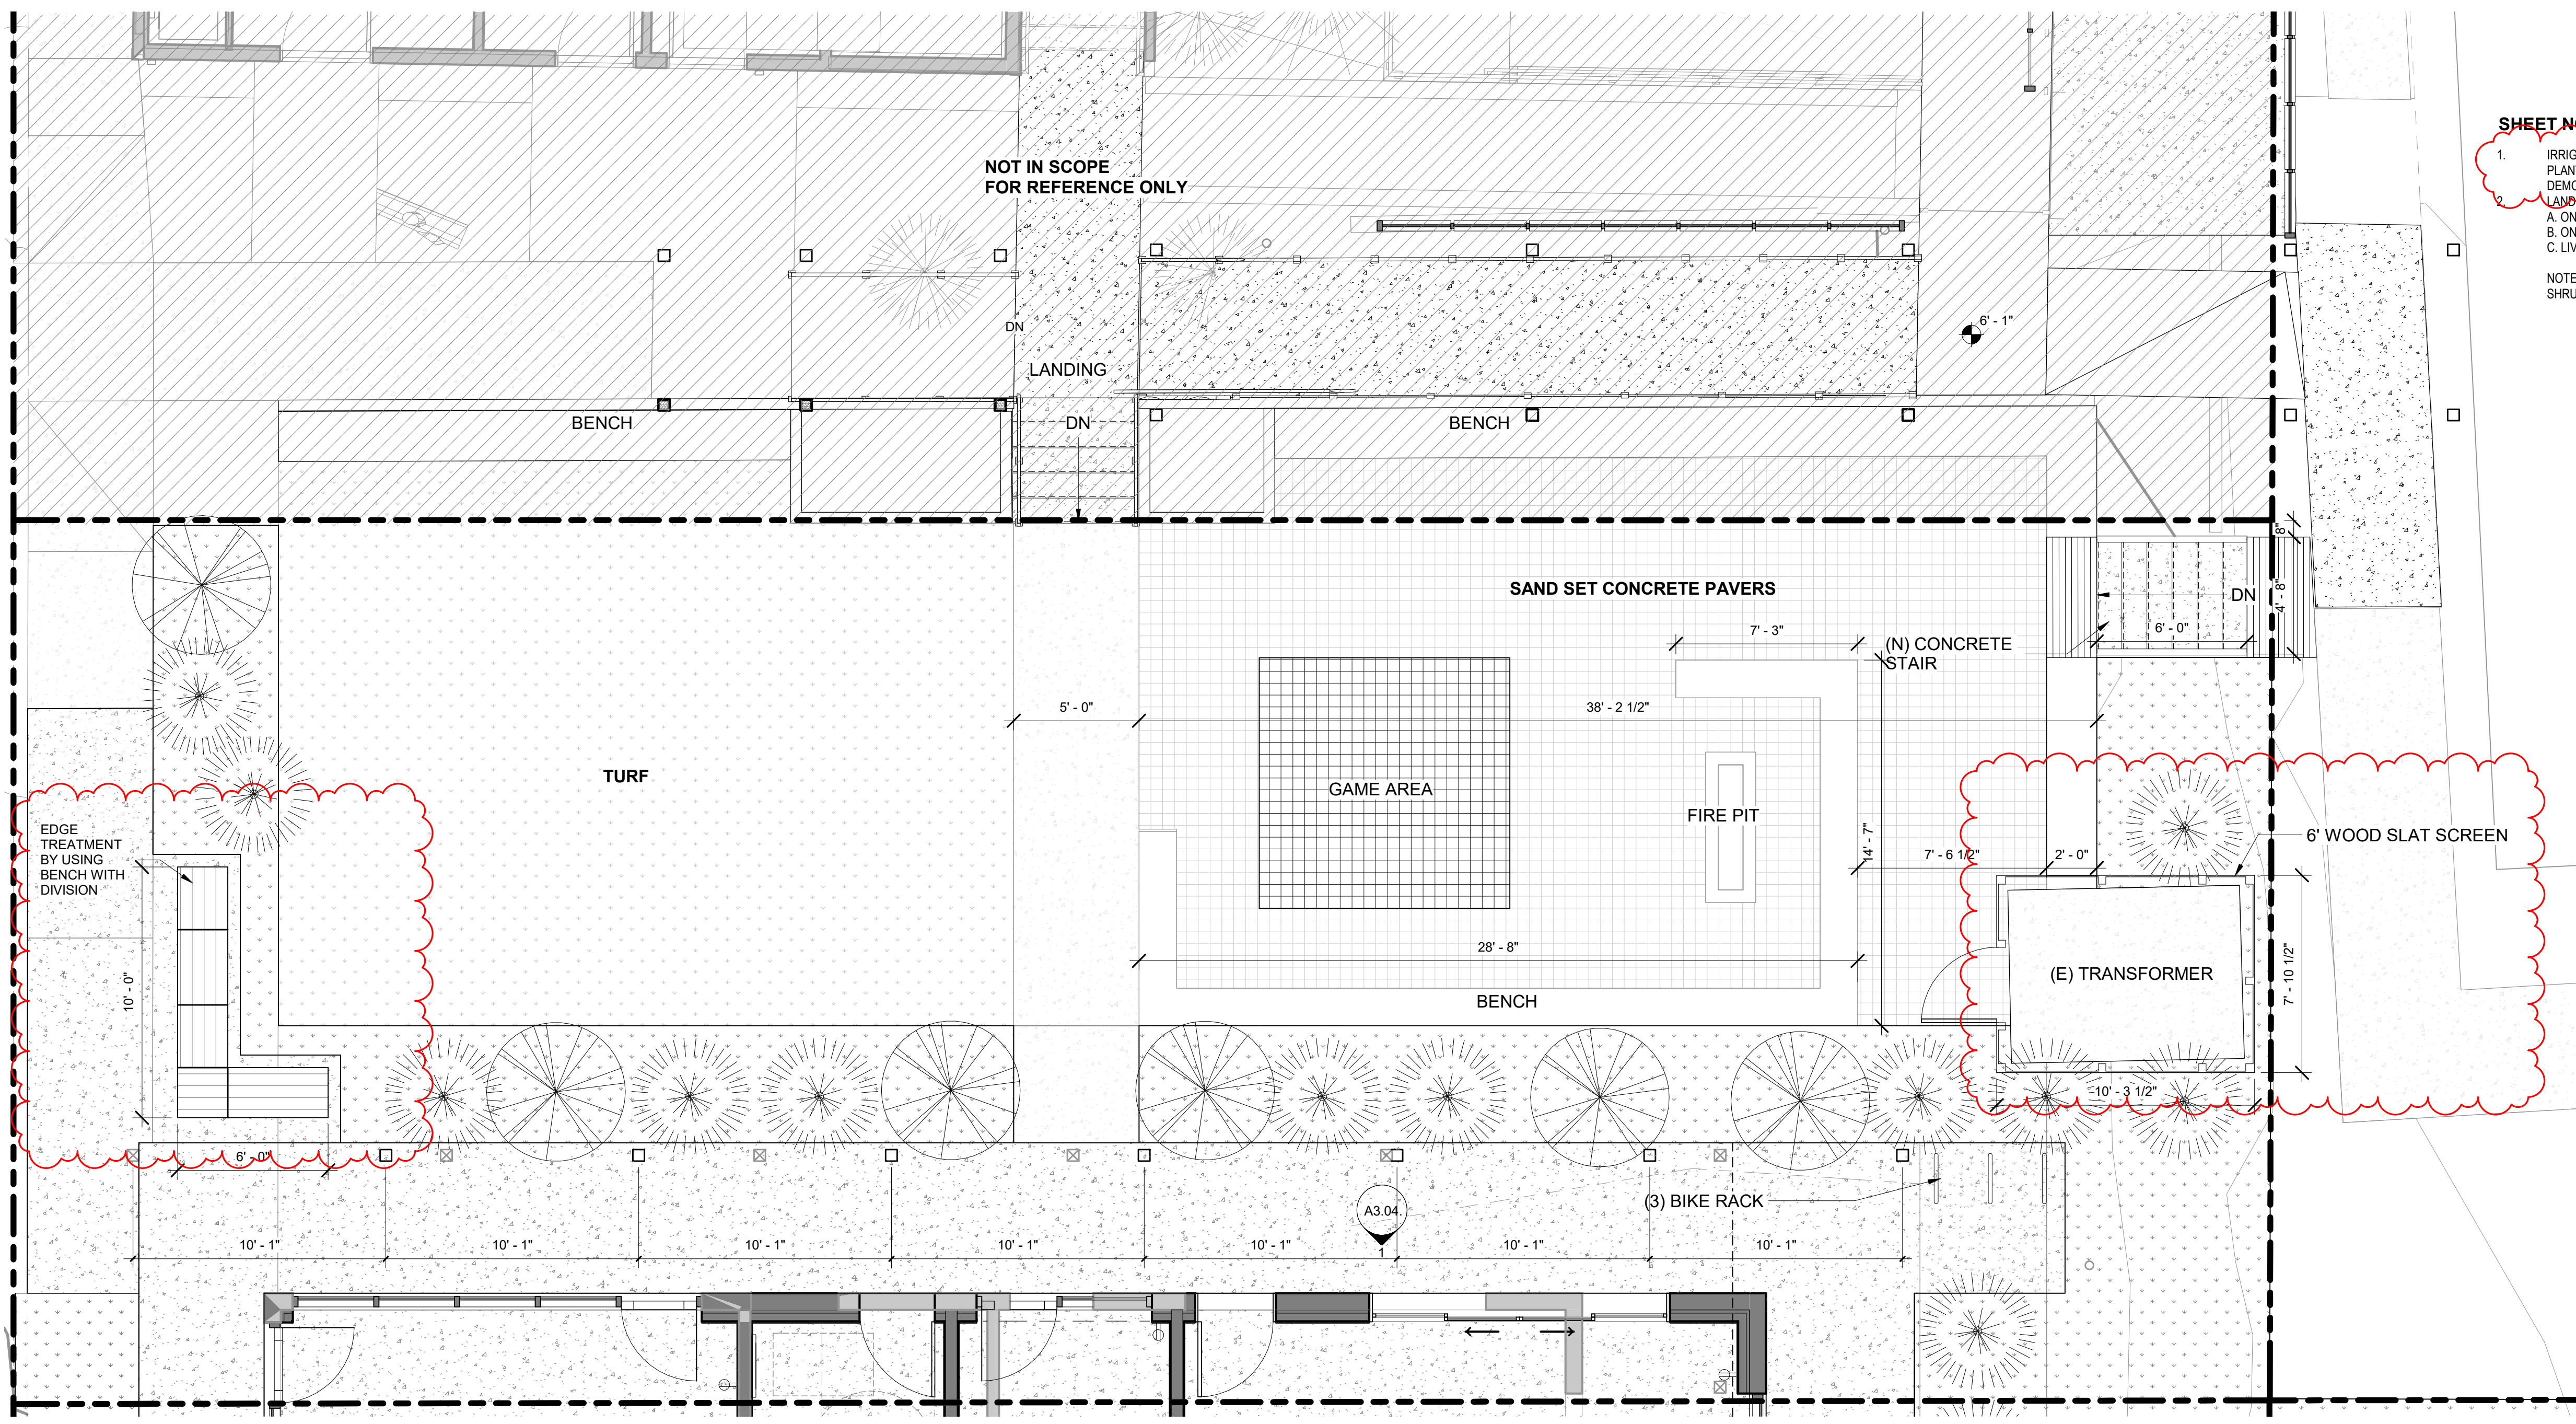 NOT IN SCOPE
FOR REFERENCE ONLY
SHEET
1.
2.
A. ON
B. ON
C. LIV
NOTE
DN
6' - 1"
LANDING
BENCH
DN
BENCH
8"
SAND SET CONCRETE PAVERS
DN
4' - 8"
7' - 3"
6' - 0"
(N) CONCRETE
STAIR
5' - 0"
38' - 2 1/2"
TURF
GAME AREA
FIRE PIT
EDGE
TREATMENT
BY USING
BENCH WITH
DIVISION
14' - 7"
7' - 6 1/2"
2' - 0"
6' WOOD SLAT SCREEN
28' - 8"
10' - 0"
(E) TRANSFORMER
7' - 10 1/2"
BENCH
10' - 3 1/2"
6' - 0"
(3) BIKE RACK
A3.04.
1
10' - 1"
10' - 1"
10' - 1"
10' - 1"
10' - 1"
10' - 1"
10' - 1"